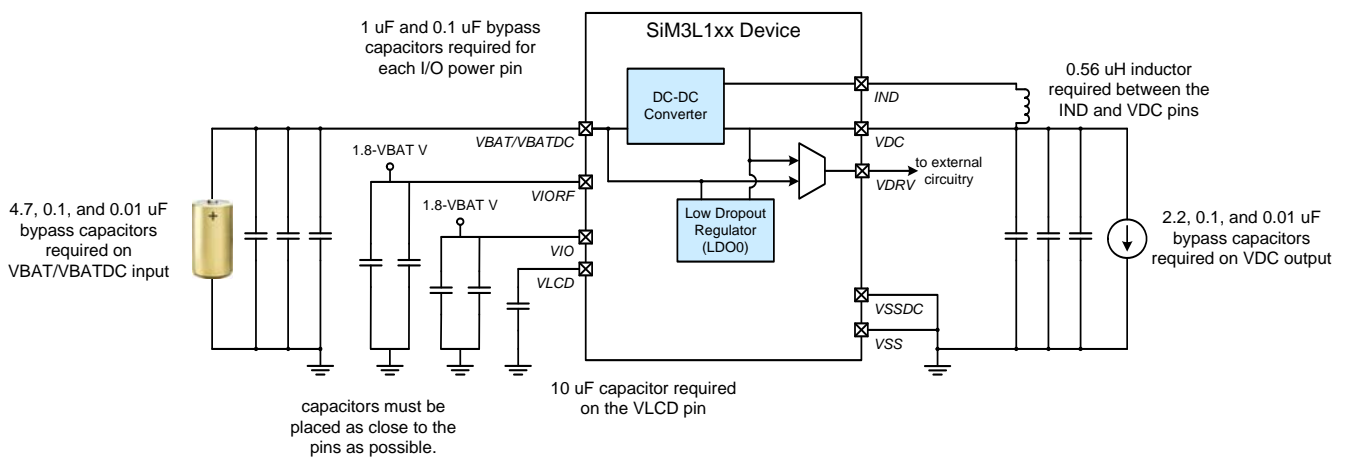 1 uF and 0.1 uF bypass
capacitors required for
each I/O power pin
SiM3L1xx Device
DC-DC
Converter
IND
0.56 uH inductor
required between the
IND and VDC pins
VBAT/VBATDC
VDC
1.8-VBAT V
to external
circuitry
VDRV
VIORF
4.7, 0.1, and 0.01 uF
bypass capacitors
required on
VBAT/VBATDC input
+
1.8-VBAT V
Low Dropout
Regulator
(LDO0)
2.2, 0.1, and 0.01 uF
bypass capacitors
required on VDC output
VIO
VLCD
VSSDC
VSS
10 uF capacitor required
on the VLCD pin
capacitors must be
placed as close to the
pins as possible.